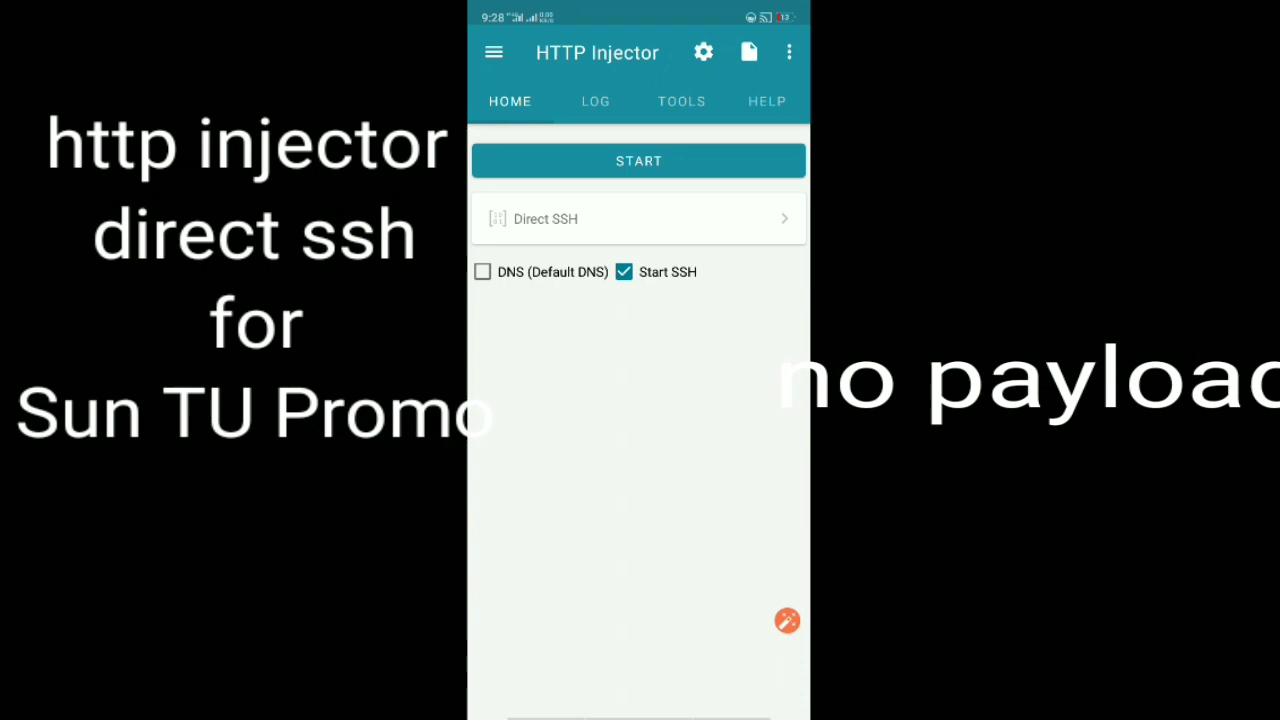 9:28
HTTP Injector
HOME LOG TOOLS HELP
START
Direct SSH
DNS (Default DNS) Start SSH
http injector
direct ssh
for
Sun TU Promo
no payload